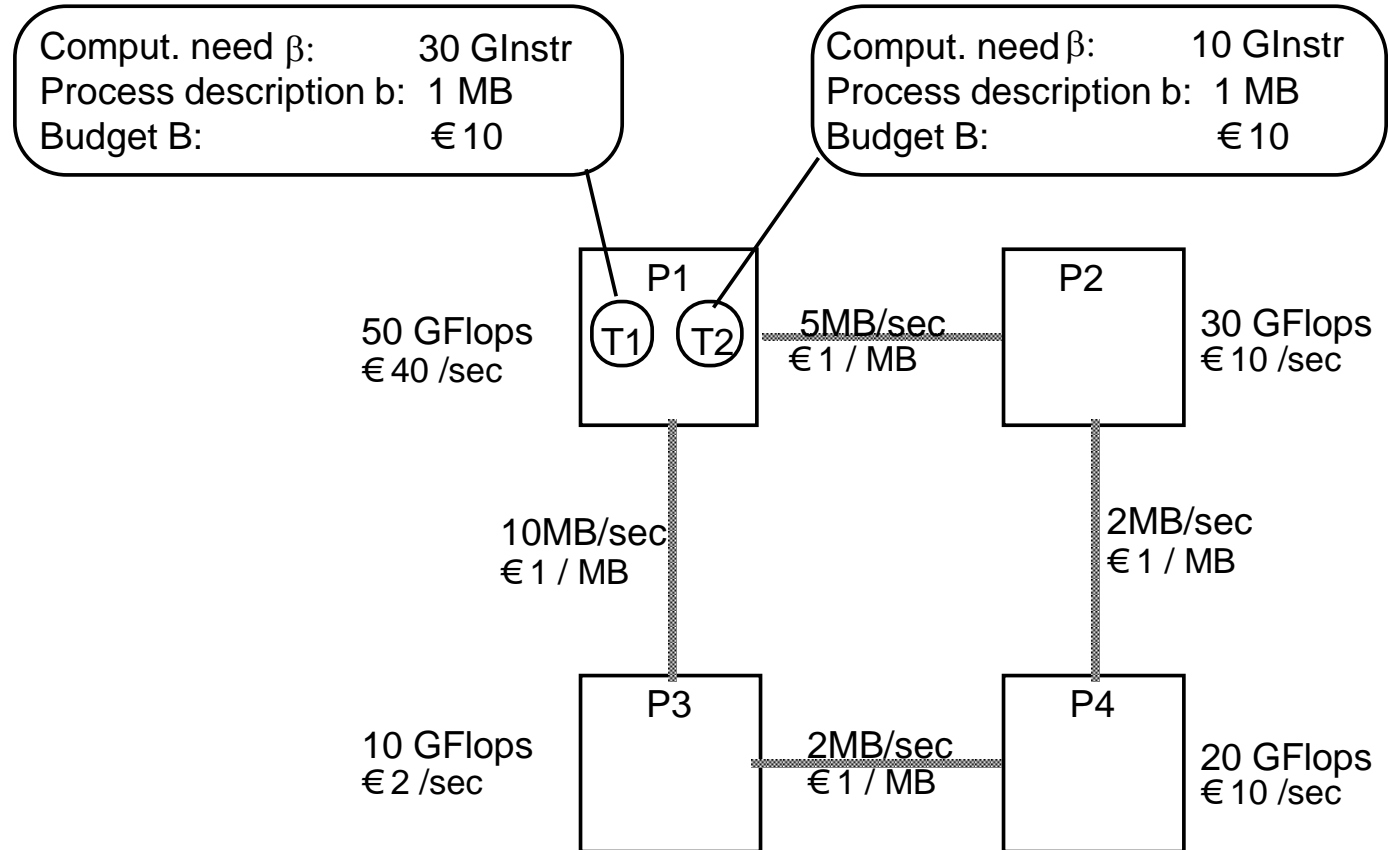 Comput. need β: 30 GInstr
Process description b: 1 MB
Budget B: €10
Comput. need β: 10 GInstr
Process description b: 1 MB
Budget B: €10
P1
T1 T2
50 GFlops
€40 /sec
5MB/sec
€1 / MB
P2
30 GFlops
€10 /sec
10MB/sec
€1 / MB
2MB/sec
€1 / MB
P3
10 GFlops
€2 /sec
2MB/sec
€1 / MB
P4
20 GFlops
€10 /sec